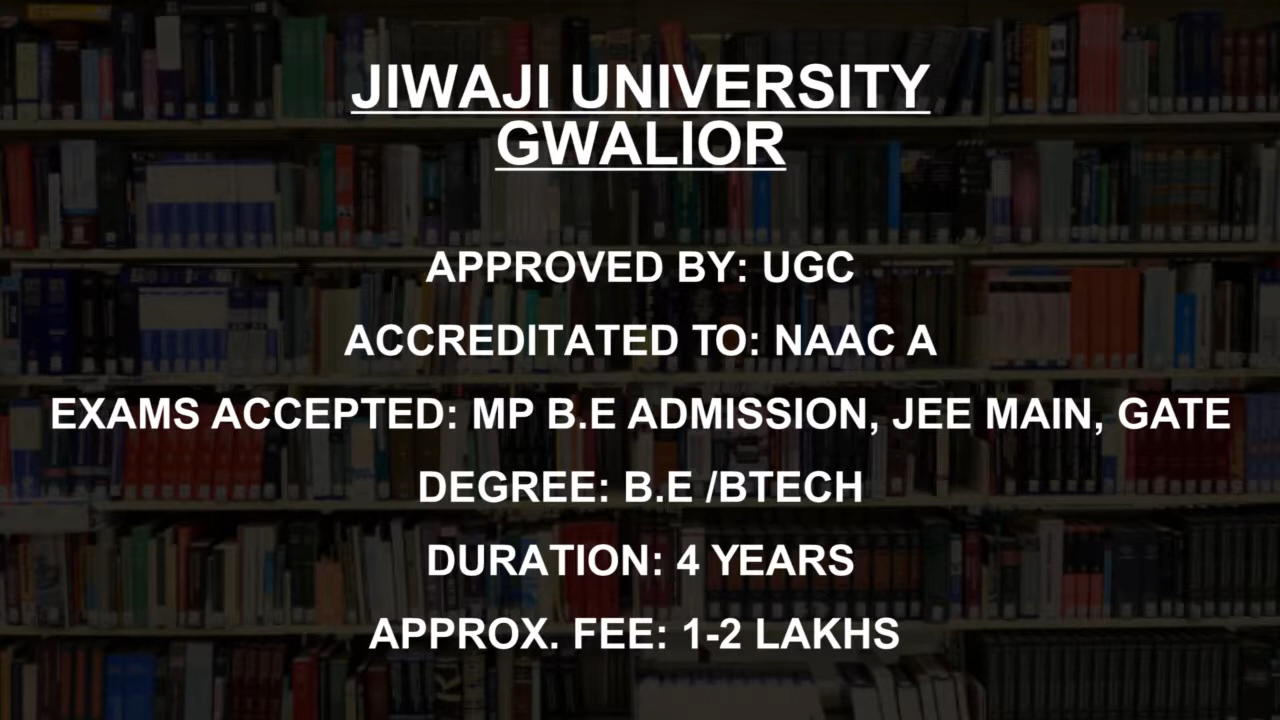 JIWAJI UNIVERSITY
GWALIOR
APPROVED BY: UGC
ACCREDITATED TO: NAAC A
EXAMS ACCEPTED: MP B.E ADMISSION, JEE MAIN, GATE
DEGREE: B.E /BTECH
DURATION: 4 YEARS
APPROX. FEE: 1-2 LAKHS